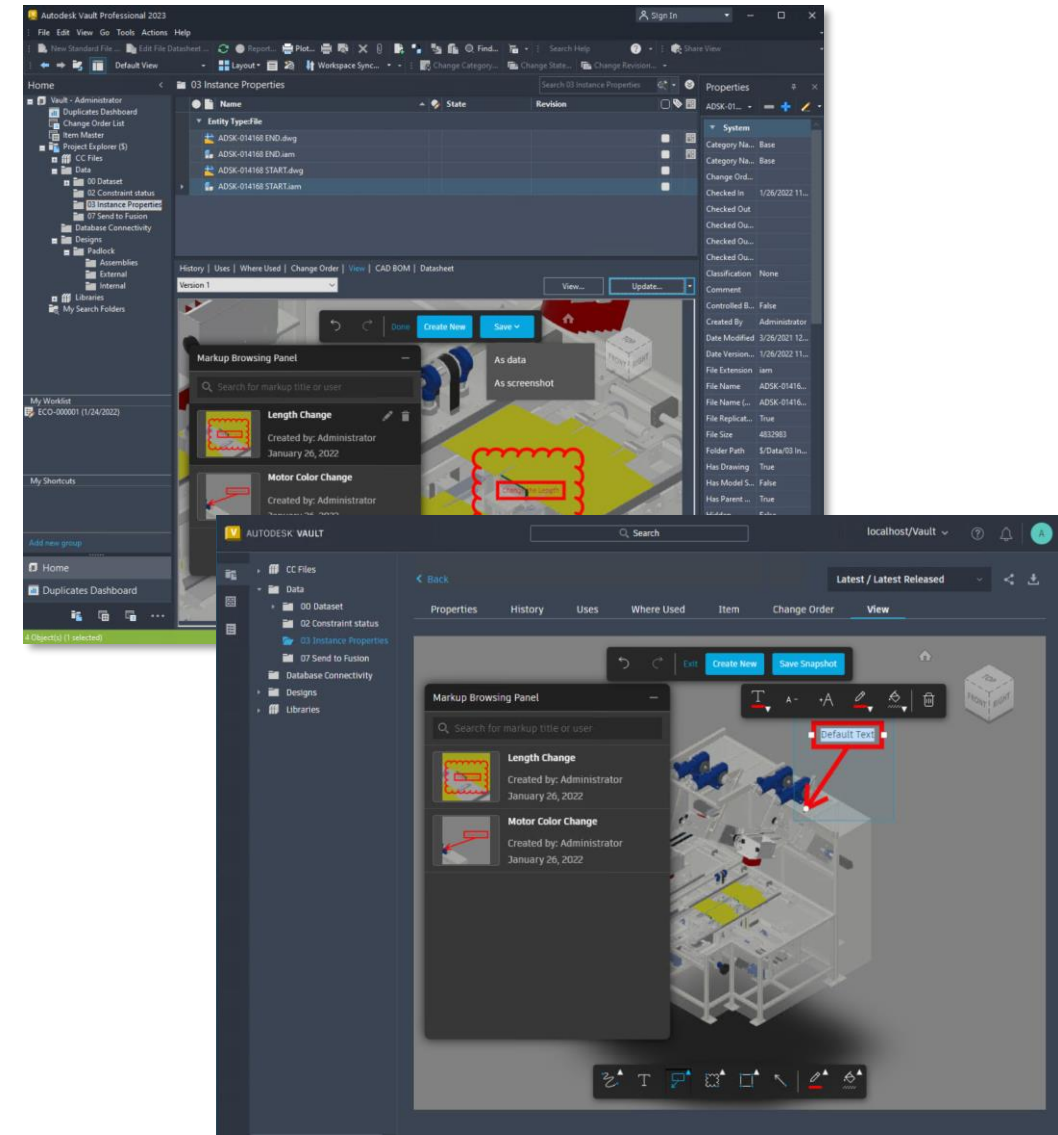 Autodesk Vault Professional 2023
Sign In
File Edit View Go Tools Actions Help
New Standard File ... Edit File Datasheet ... Report... Plot... Find... Search Help Share View
Default View Layout Workspace Sync... Change Category... Change State... Change Revision...
Home
Vault - Administrator
Duplicates Dashboard
Change Order List
Item Master
Project Explorer ($)
CC Files
Data
00 Dataset
02 Constraint status
03 Instance Properties
07 Send to Fusion
Database Connectivity
Designs
Padlock
Assemblies
External
Internal
Libraries
My Search Folders
My Worklist
ECO-000001 (1/24/2022)
My Shortcuts
Add new group
Home
Duplicates Dashboard
4 Object(s) (1 selected)
03 Instance Properties
Search 03 Instance Properties
Name State Revision
Entity Type:File
ADSK-014168 END.dwg
ADSK-014168 END.iam
ADSK-014168 START.dwg
ADSK-014168 START.iam
History | Uses | Where Used | Change Order | View | CAD BOM | Datasheet
Version 1 View... Update...
Done Create New Save
As data
As screenshot
FRONT RIGHT
Markup Browsing Panel
Search for markup title or user
Length Change
Created by: Administrator
January 26, 2022
Motor Color Change
Created by: Administrator
January 26, 2022
Change the Length
Properties
ADSK-01...
System
Category Na... Base
Category Na... Base
Change Ord...
Checked In 1/26/2022 11...
Checked Out
Checked Ou...
Checked Ou...
Checked Ou...
Classification None
Comment
Controlled B... False
Created By Administrator
Date Modified 3/26/2021 12...
Date Version... 1/26/2022 11...
File Extension iam
File Name ADSK-01416...
File Name (... ADSK-01416...
File Replicat... True
File Size 4832983
Folder Path $/Data/03 In...
Has Drawing True
Has Model S... False
Has Parent ... True
Hidden False
AUTODESK VAULT
Search
localhost/Vault
A
CC Files
Data
00 Dataset
02 Constraint status
03 Instance Properties
07 Send to Fusion
Database Connectivity
Designs
Libraries
Back
Latest / Latest Released
Properties History Uses Where Used Item Change Order View
Exit Create New Save Snapshot
TOP
FRONT RIGHT
T A- +A
Default Text
Markup Browsing Panel
Search for markup title or user
Length Change
Created by: Administrator
January 26, 2022
Motor Color Change
Created by: Administrator
January 26, 2022
T